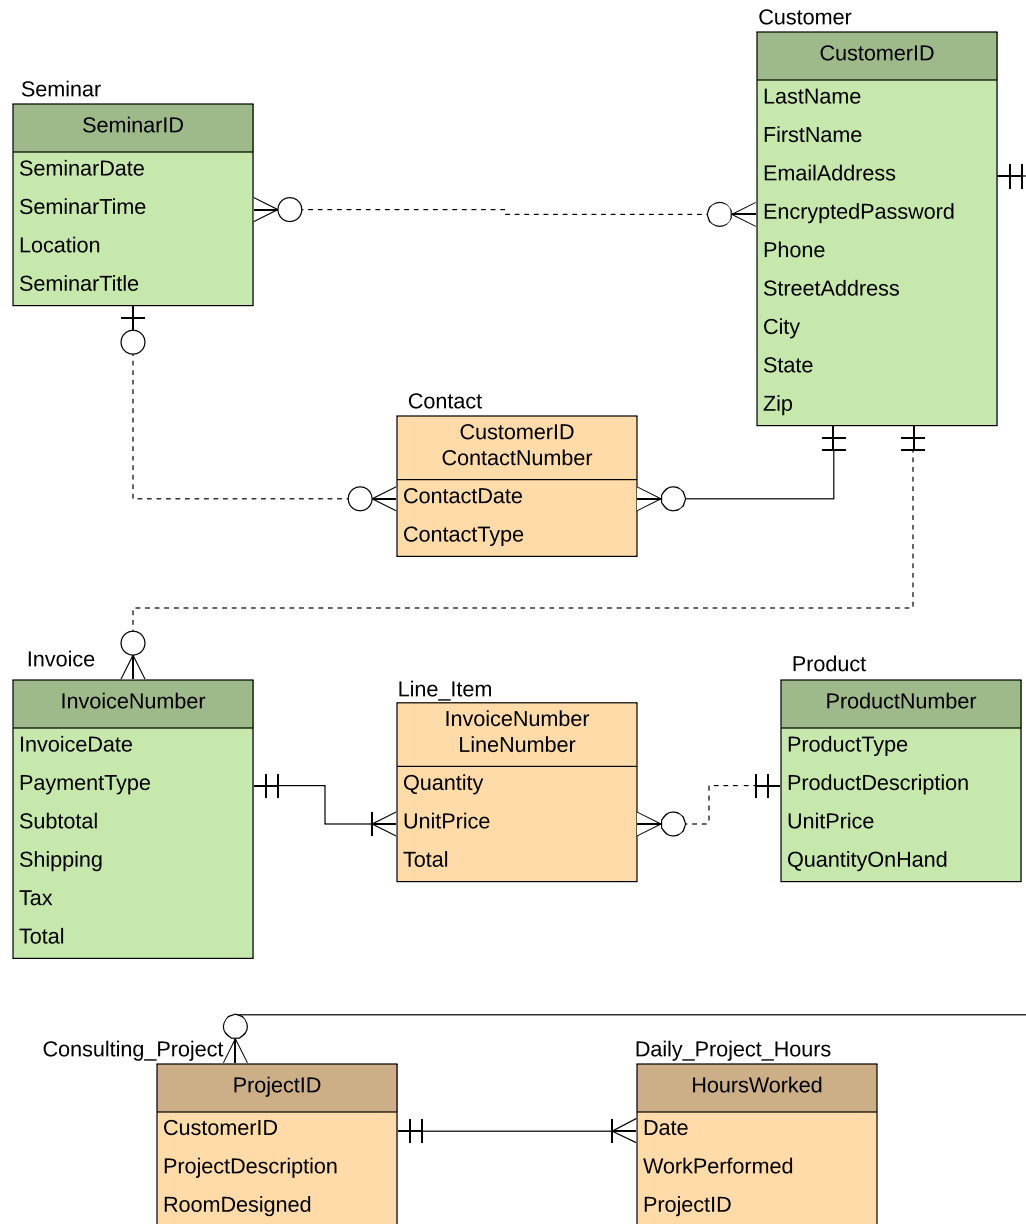 Customer
CustomerID
LastName
FirstName
EmailAddress
EncryptedPassword
Phone
StreetAddress
City
State
Zip
Seminar
SeminarID
SeminarDate
SeminarTime
Location
SeminarTitle
Contact
CustomerID
ContactNumber
ContactDate
ContactType
Invoice
InvoiceNumber
InvoiceDate
PaymentType
Subtotal
Shipping
Tax
Total
Line_Item
InvoiceNumber
LineNumber
Quantity
UnitPrice
Total
Product
ProductNumber
ProductType
ProductDescription
UnitPrice
QuantityOnHand
Consulting_Project
ProjectID
CustomerID
ProjectDescription
RoomDesigned
Daily_Project_Hours
HoursWorked
Date
WorkPerformed
ProjectID